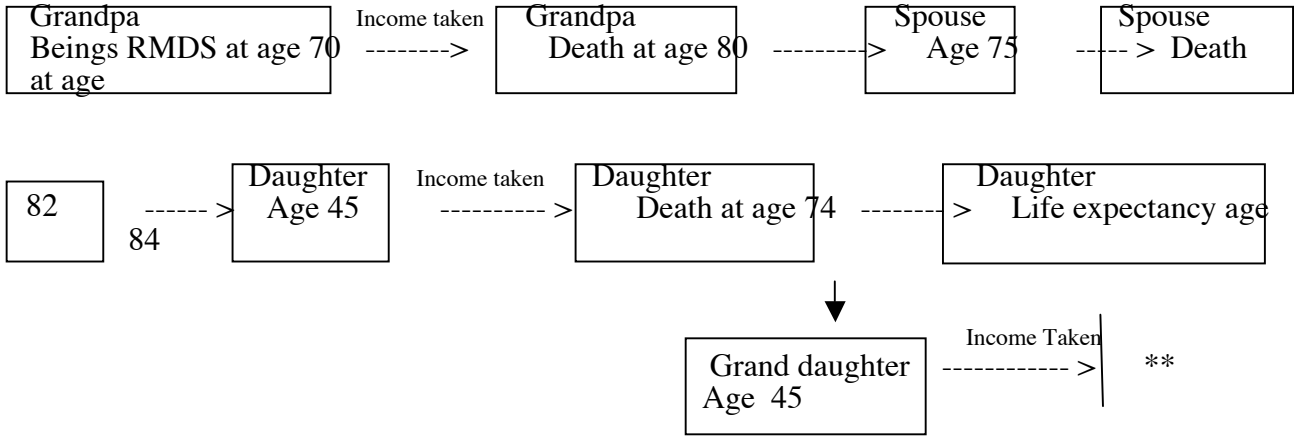 Grandpa
Beings RMDS at age 70
at age
Income taken
-------->
Grandpa
Death at age 80
--------->
Spouse
Age 75
----- >
Spouse
Death
82
------ >
84
Daughter
Age 45
Income taken
---------- >
Daughter
Death at age 74
-------- >
Daughter
Life expectancy age
Grand daughter
Age 45
Income Taken
------------ >
**